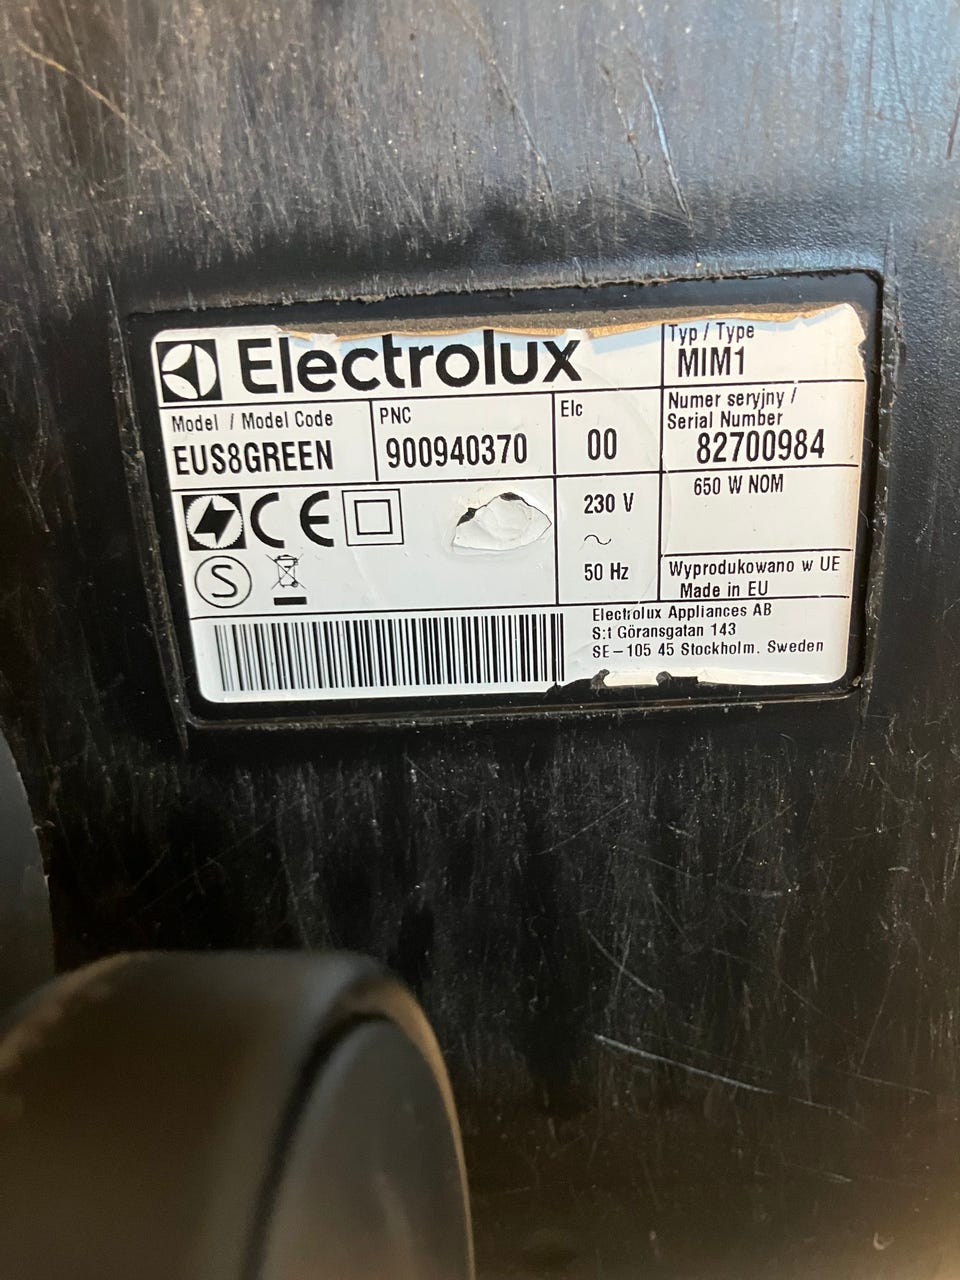 Electrolux
Typ / Type
MIM1
Model / Model Code
EUS8GREEN
PNC
900940370
Elc
00
Numer seryjny /
Serial Number
82700984
CE
230 V
~
50 Hz
650 W NOM
S
Wyprodukowano w UE
Made in EU
Electrolux Appliances AB
S:t Göransgatan 143
SE-105 45 Stockholm. Sweden